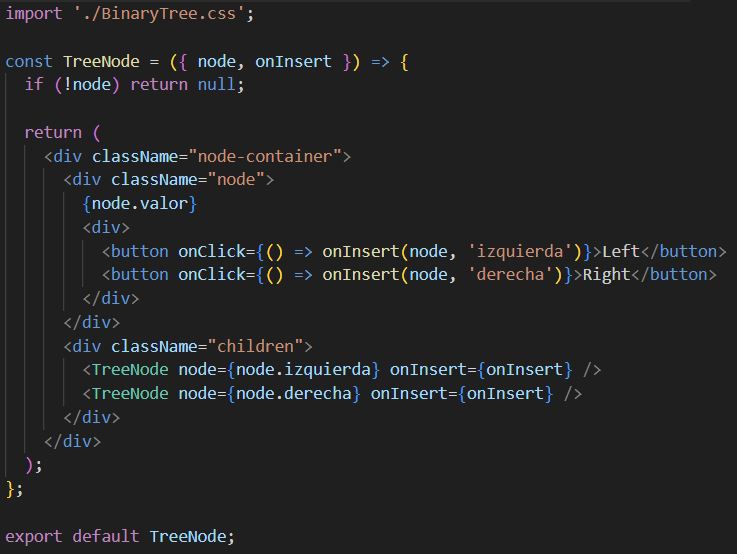 import './BinaryTree.css';
const TreeNode = ({ node, onInsert }) => {
if (!node) return null;
return (
<div className="node-container">
<div className="node">
{node.valor}
<div>
<button onClick={() => onInsert(node, 'izquierda')}>Left</button>
<button onClick={() => onInsert(node, 'derecha')}>Right</button>
</div>
</div>
<div className="children">
<TreeNode node={node.izquierda} onInsert={onInsert} />
<TreeNode node={node.derecha} onInsert={onInsert} />
</div>
</div>
);
};
export default TreeNode;